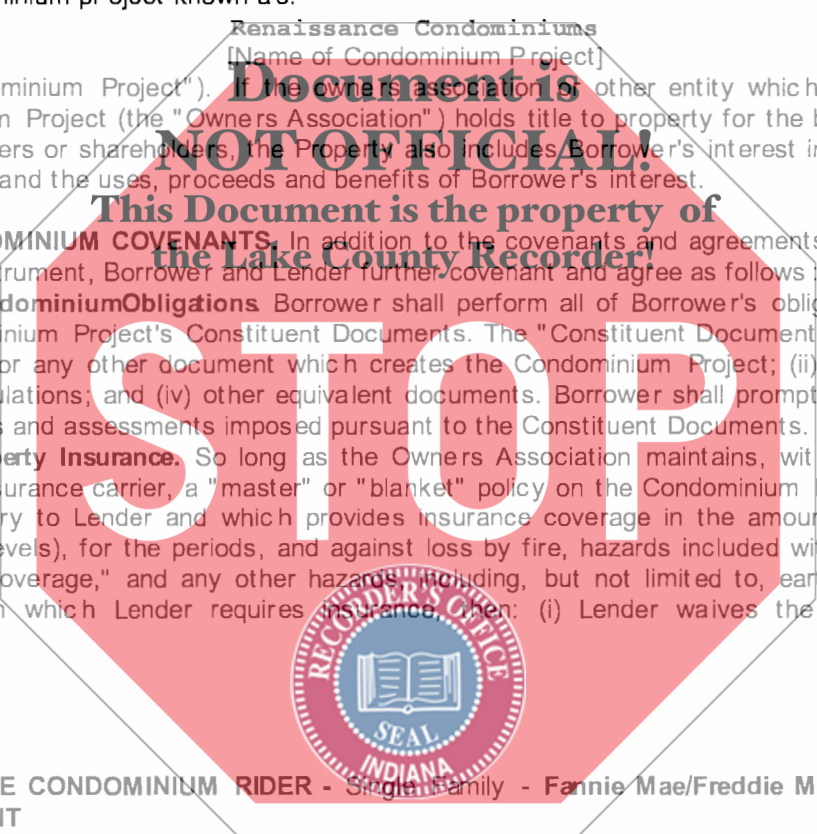 minium project known as:
Renaissance Condominiums
[Name of Condominium Project]
minium Project"). If the owners association or other entity which
n Project (the "Owners Association") holds title to property for the b
ers or shareholders, the Property also includes Borrower's interest in
and the uses, proceeds and benefits of Borrower's interest.
OMINIUM COVENANTS. In addition to the covenants and agreements
trument, Borrower and Lender further covenant and agree as follows:
dominiumObligations. Borrower shall perform all of Borrower's oblig
inium Project's Constituent Documents. The "Constituent Document
or any other document which creates the Condominium Project; (ii)
ulations; and (iv) other equivalent documents. Borrower shall prompt
s and assessments imposed pursuant to the Constituent Documents.
erty Insurance. So long as the Owners Association maintains, wit
surance carrier, a "master" or "blanket" policy on the Condominium
ry to Lender and which provides insurance coverage in the amou
evels), for the periods, and against loss by fire, hazards included wi
overage," and any other hazards, including, but not limited to, ear
n which Lender requires insurance, then: (i) Lender waives the
E CONDOMINIUM RIDER - Single Family - Fannie Mae/Freddie M
NT
Document is
NOT OFFICIAL!
This Document is the property of
the Lake County Recorder!
STOP
RECORDER'S OFFICE
SEAL
INDIANA